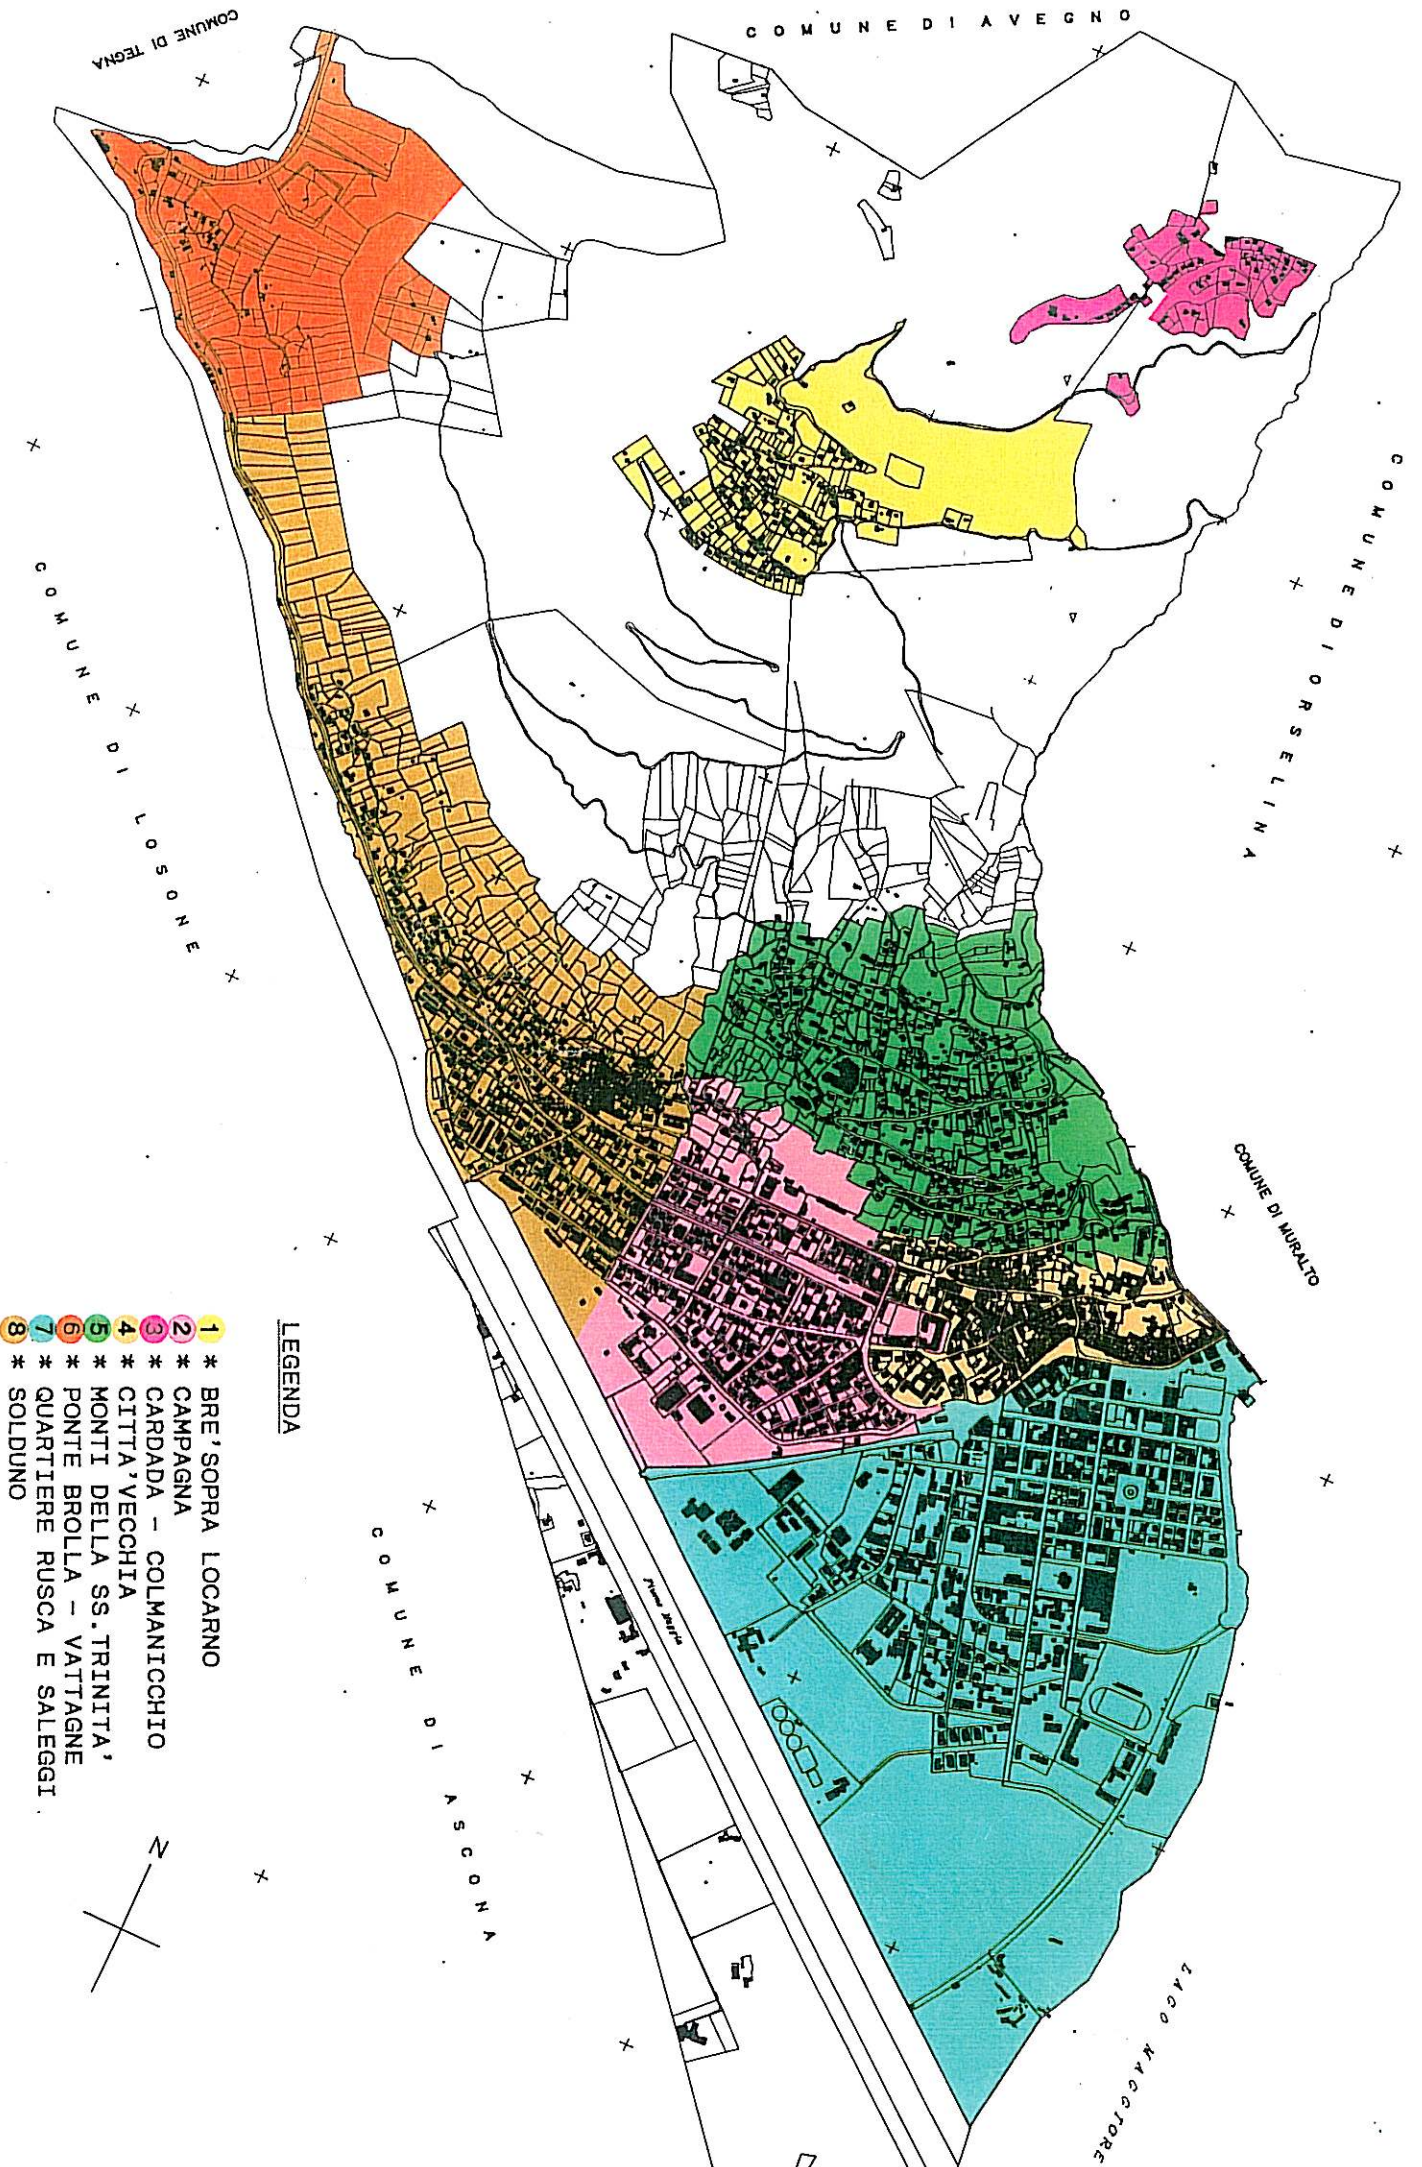 COMUNE DI TEGNA
COMUNE DI AVEGNO
COMUNE DI ORSELINA
COMUNE DI LOSONE
COMUNE DI MURALTO
Fiume Maggia
COMUNE DI ASCONA
LAGO MAGGIORE
LEGENDA
1 * BRE'SOPRA LOCARNO
2 * CAMPAGNA
3 * CARDADA - COLMANICCHIO
4 * CITTA'VECCHIA
5 * MONTI DELLA SS.TRINITA'
6 * PONTE BROLLA - VATTAGNE
7 * QUARTIERE RUSCA E SALEGGI
8 * SOLDUNO
N